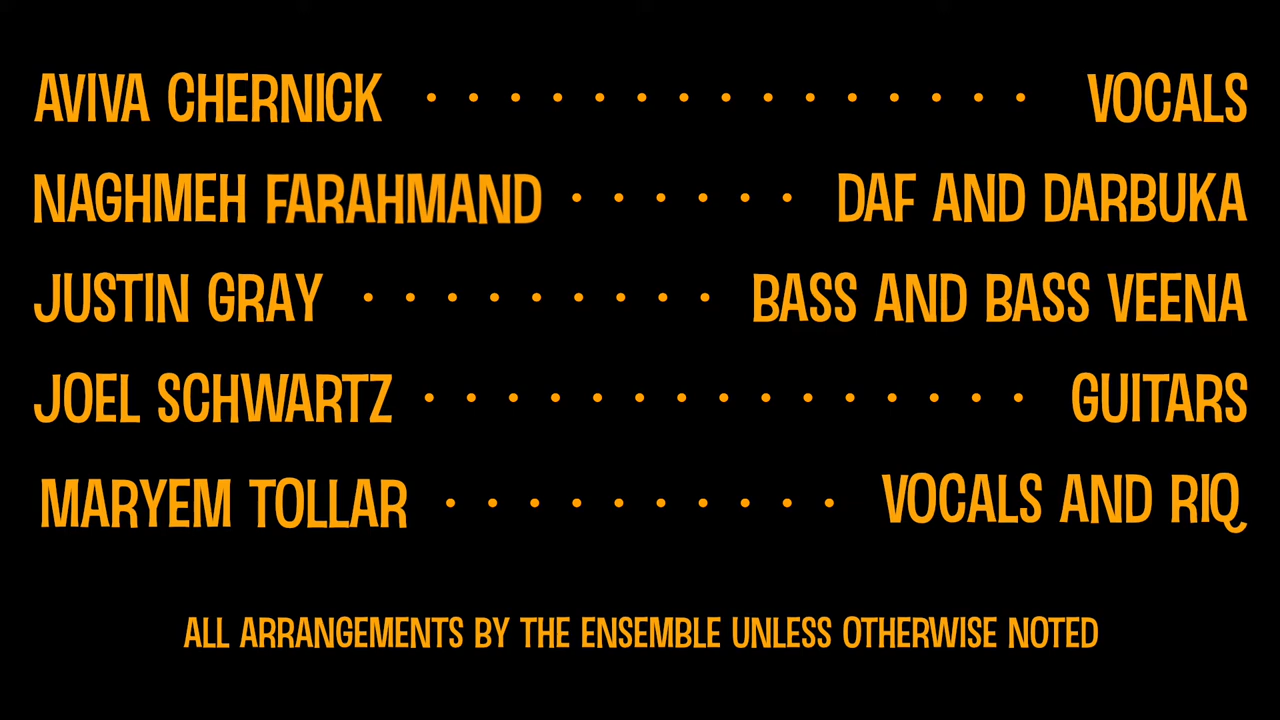 AVIVA CHERNICK . . . . . . . . . . . . . . . VOCALS
NAGHMEH FARAHMAND . . . . . . DAF AND DARBUKA
JUSTIN GRAY . . . . . . . . . BASS AND BASS VEENA
JOEL SCHWARTZ . . . . . . . . . . . . . . . GUITARS
MARYEM TOLLAR . . . . . . . . . . VOCALS AND RIQ
ALL ARRANGEMENTS BY THE ENSEMBLE UNLESS OTHERWISE NOTED